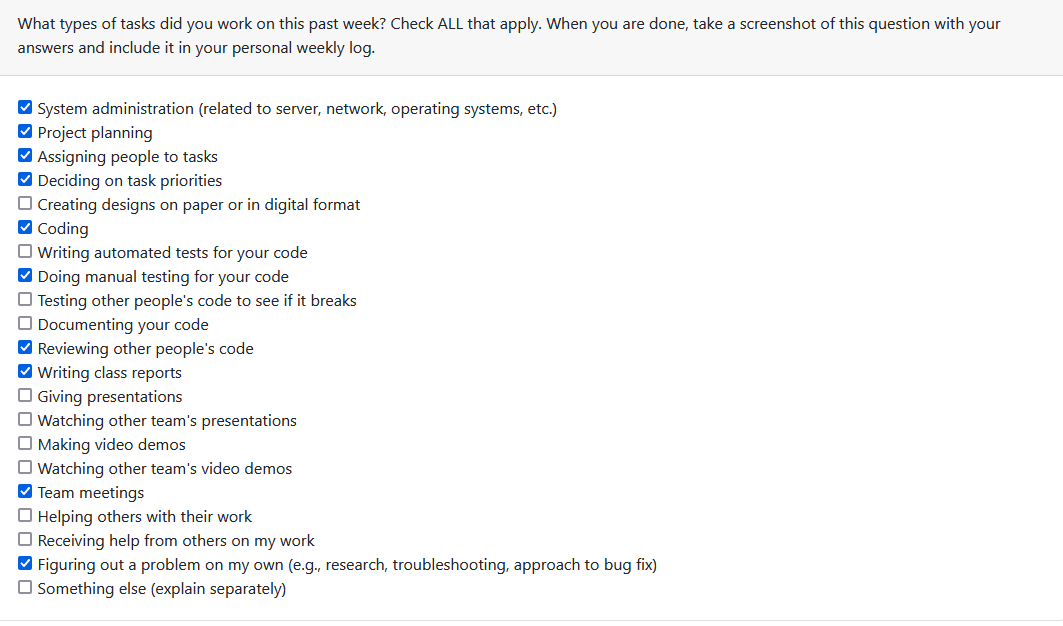 What types of tasks did you work on this past week? Check ALL that apply. When you are done, take a screenshot of this question with your
answers and include it in your personal weekly log.
System administration (related to server, network, operating systems, etc.)
Project planning
Assigning people to tasks
Deciding on task priorities
Creating designs on paper or in digital format
Coding
Writing automated tests for your code
Doing manual testing for your code
Testing other people's code to see if it breaks
Documenting your code
Reviewing other people's code
Writing class reports
Giving presentations
Watching other team's presentations
Making video demos
Watching other team's video demos
Team meetings
Helping others with their work
Receiving help from others on my work
Figuring out a problem on my own (e.g., research, troubleshooting, approach to bug fix)
Something else (explain separately)